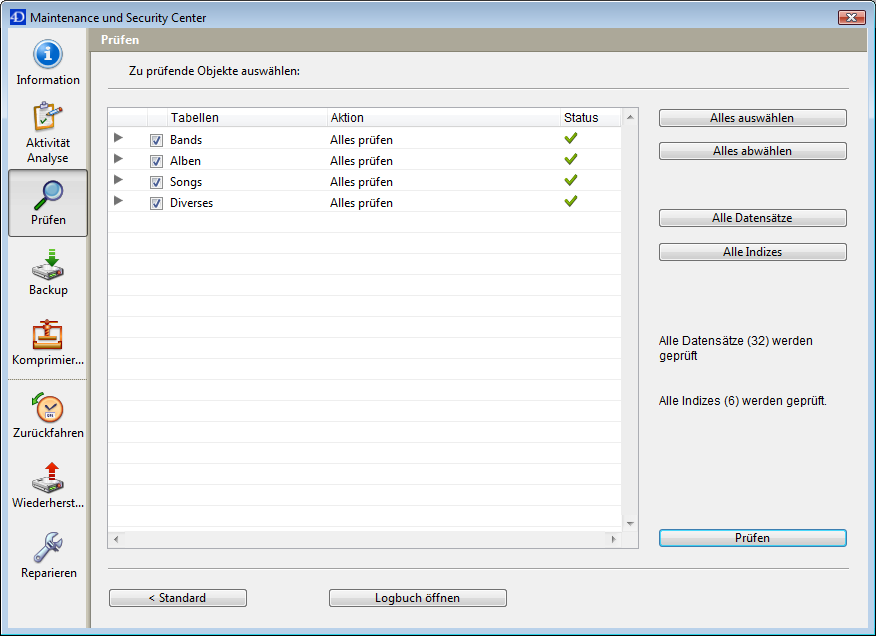 4D Maintenance und Security Center
Information
Aktivität
Analyse
Prüfen
Backup
Komprimier...
Zurückfahren
Wiederherst...
Reparieren
Prüfen
Zu prüfende Objekte auswählen:
Tabellen Aktion Status
Bands Alles prüfen
Alben Alles prüfen
Songs Alles prüfen
Diverses Alles prüfen
Alles auswählen
Alles abwählen
Alle Datensätze
Alle Indizes
Alle Datensätze (32) werden
geprüft
Alle Indizes (6) werden geprüft.
Prüfen
< Standard
Logbuch öffnen